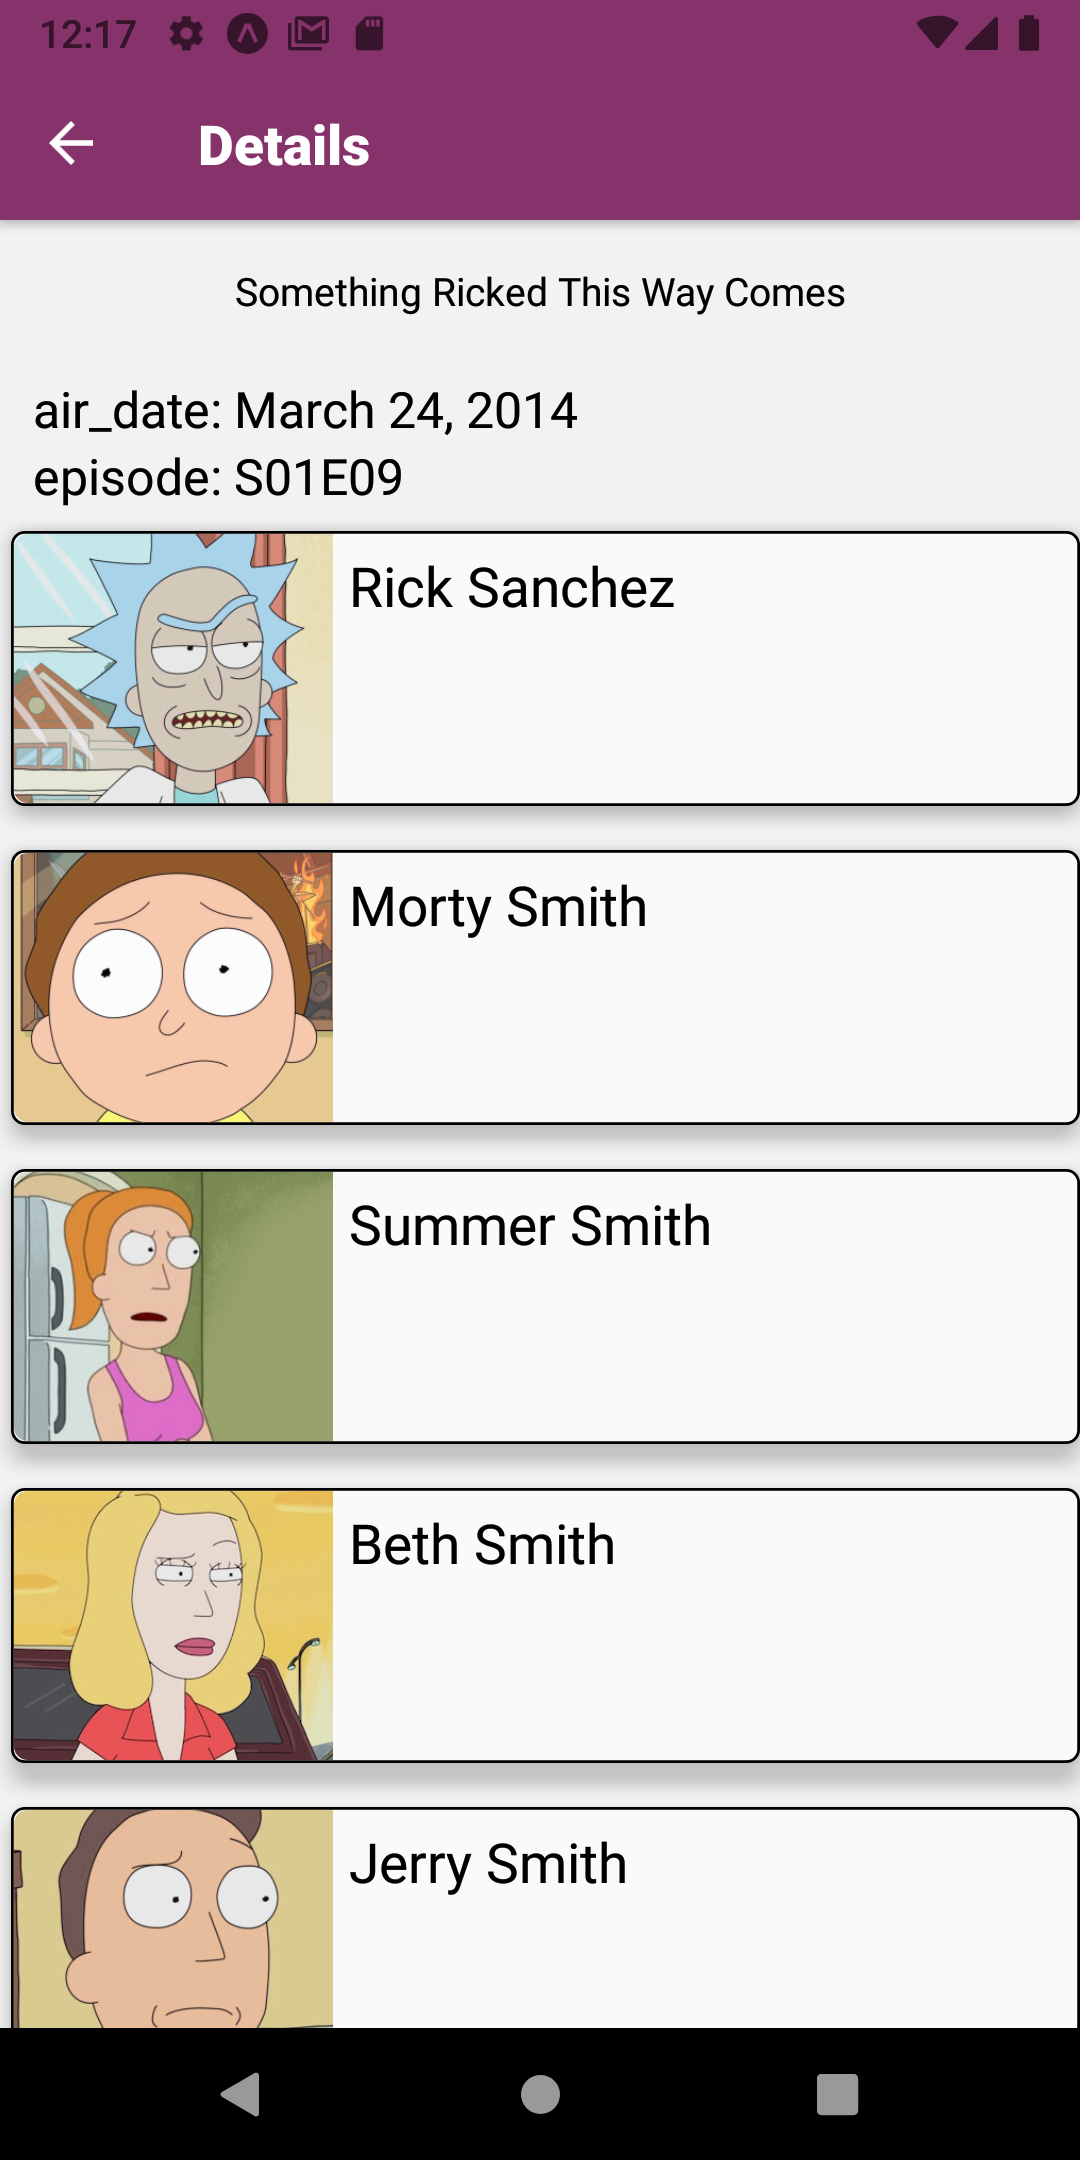 12:17
Details
Something Ricked This Way Comes
air_date: March 24, 2014
episode: S01E09
Rick Sanchez
Morty Smith
Summer Smith
Beth Smith
Jerry Smith